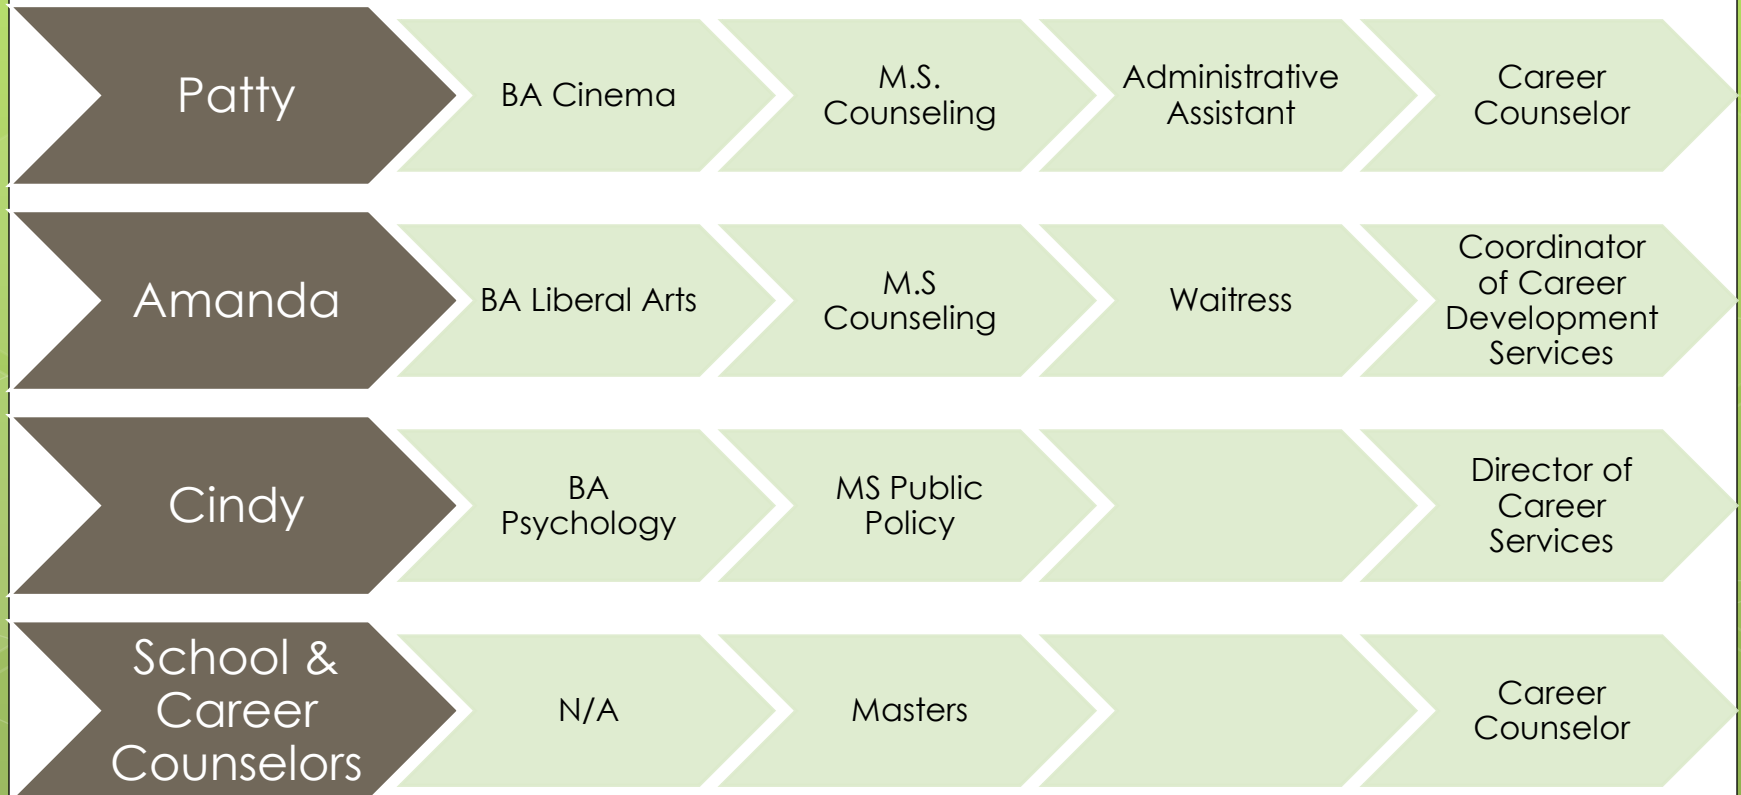 Patty
BA Cinema
M.S.
Counseling
Administrative
Assistant
Career
Counselor
Amanda
BA Liberal Arts
M.S
Counseling
Waitress
Coordinator
of Career
Development
Services
Cindy
BA
Psychology
MS Public
Policy
Director of
Career
Services
School &
Career
Counselors
N/A
Masters
Career
Counselor